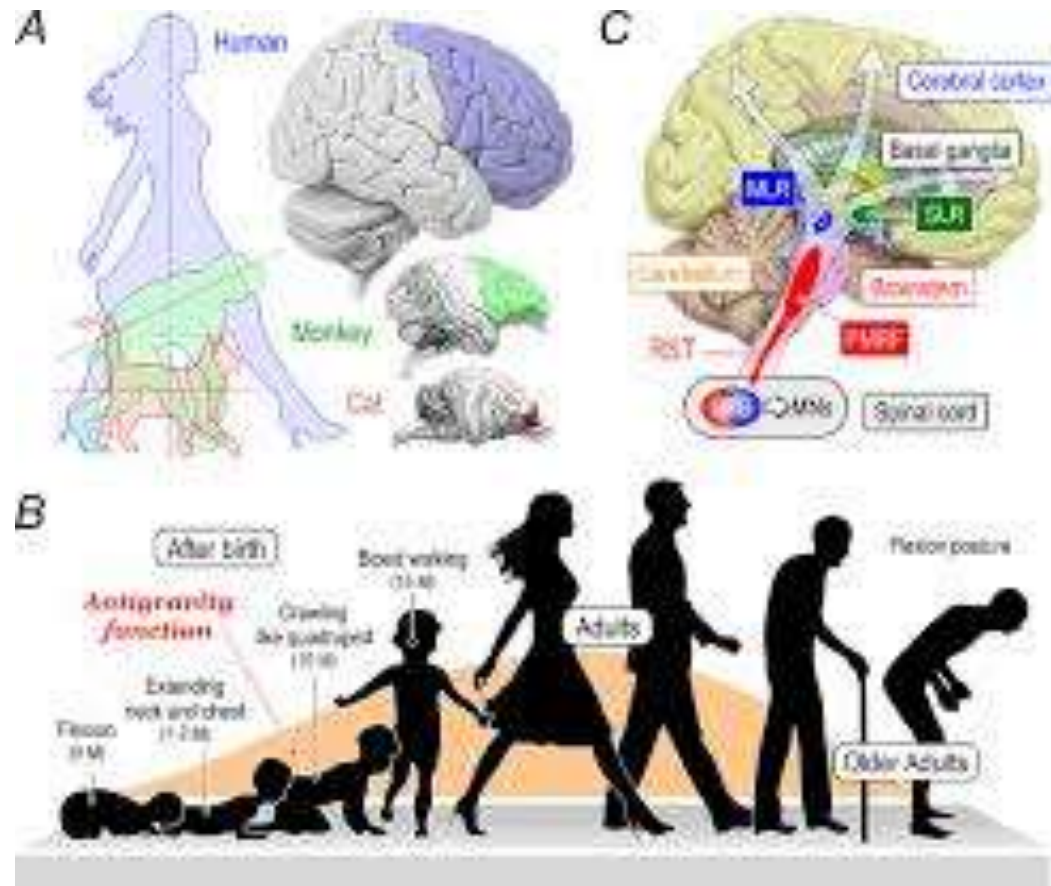 A
Human
Monkey
Cat
C
Cerebral cortex
Basal ganglia
MLR
SLR
Cerebellum
Brainstem
PMRF
RST
MNs
Spinal cord
B
After birth
Antigravity
function
Flexion
Extending
neck and chest
Crawling
like quadruped
Biped walking
Adults
Flexion posture
Older Adults